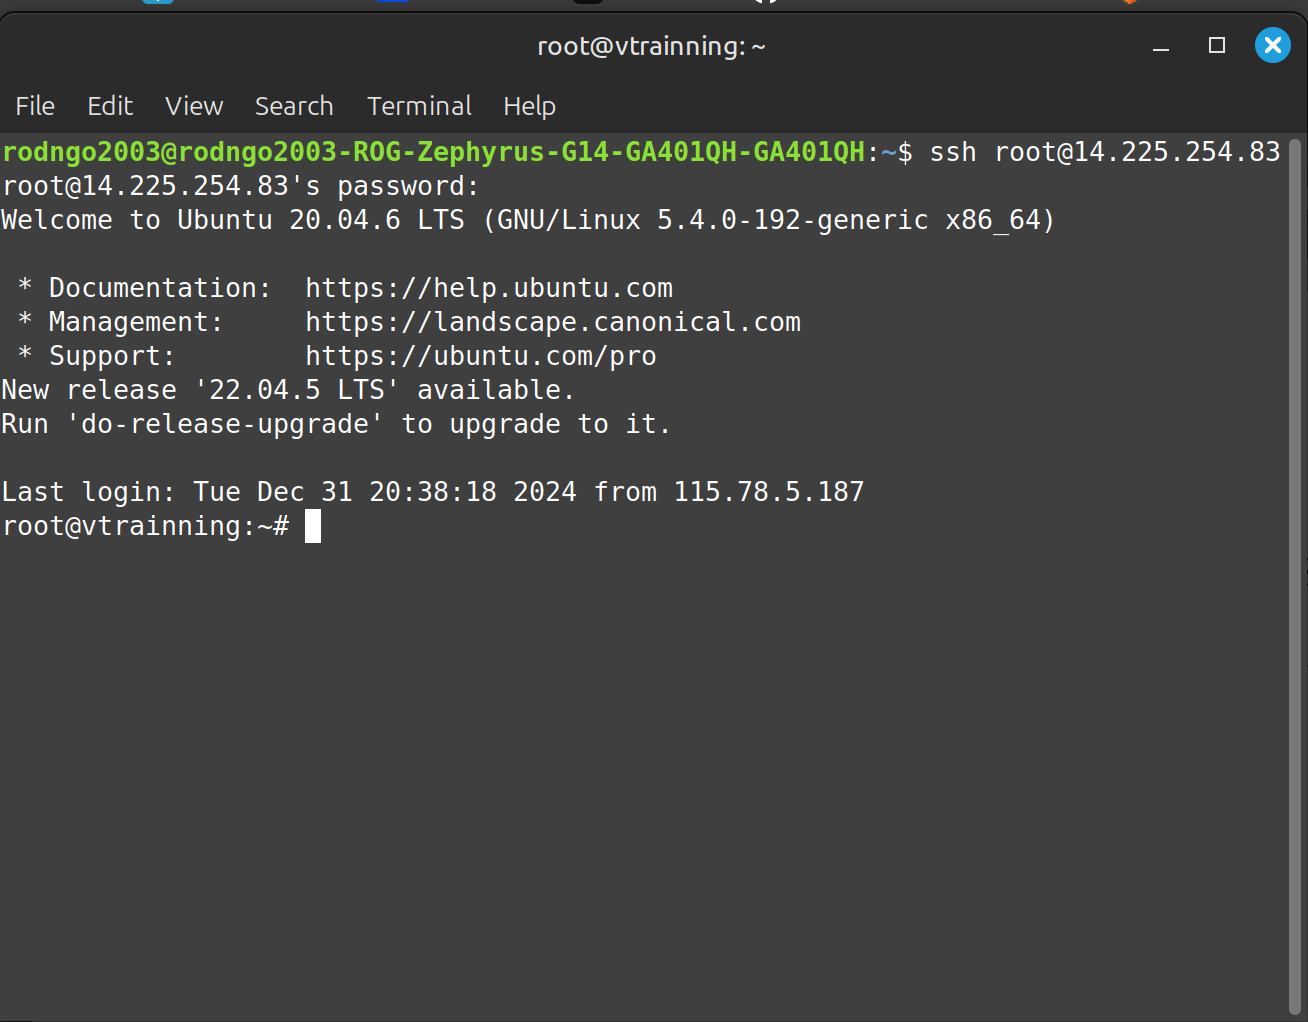 root@vtrainning: ~
File Edit View Search Terminal Help
rodngo2003@rodngo2003-ROG-Zephyrus-G14-GA401QH-GA401QH:~$ ssh root@14.225.254.83
root@14.225.254.83's password:
Welcome to Ubuntu 20.04.6 LTS (GNU/Linux 5.4.0-192-generic x86_64)

 * Documentation:  https://help.ubuntu.com
 * Management:     https://landscape.canonical.com
 * Support:        https://ubuntu.com/pro
New release '22.04.5 LTS' available.
Run 'do-release-upgrade' to upgrade to it.

Last login: Tue Dec 31 20:38:18 2024 from 115.78.5.187
root@vtrainning:~#